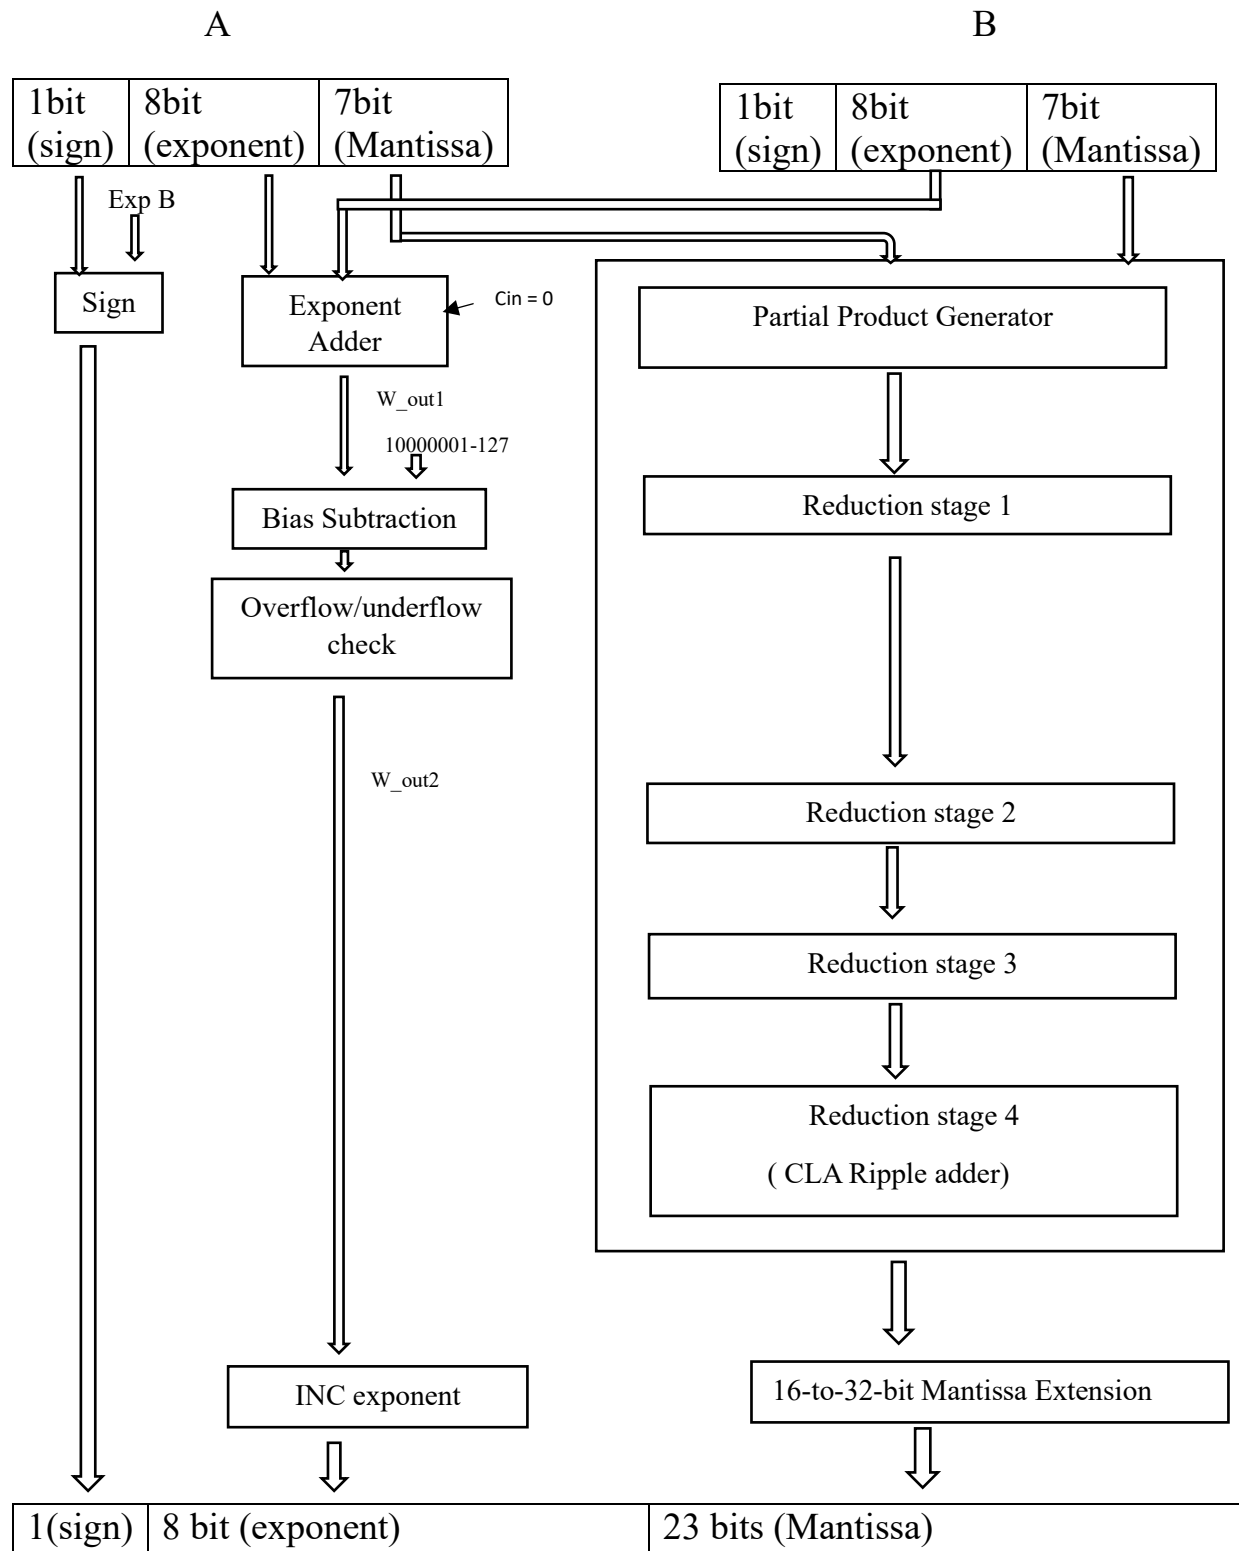 A
B
1bit
(sign)
8bit
(exponent)
7bit
(Mantissa)
1bit
(sign)
8bit
(exponent)
7bit
(Mantissa)
Exp B
Sign
Exponent
Adder
Cin = 0
Partial Product Generator
W_out1
10000001-127
Bias Subtraction
Reduction stage 1
Overflow/underflow
check
W_out2
Reduction stage 2
Reduction stage 3
Reduction stage 4
( CLA Ripple adder)
INC exponent
16-to-32-bit Mantissa Extension
1(sign)
8 bit (exponent)
23 bits (Mantissa)